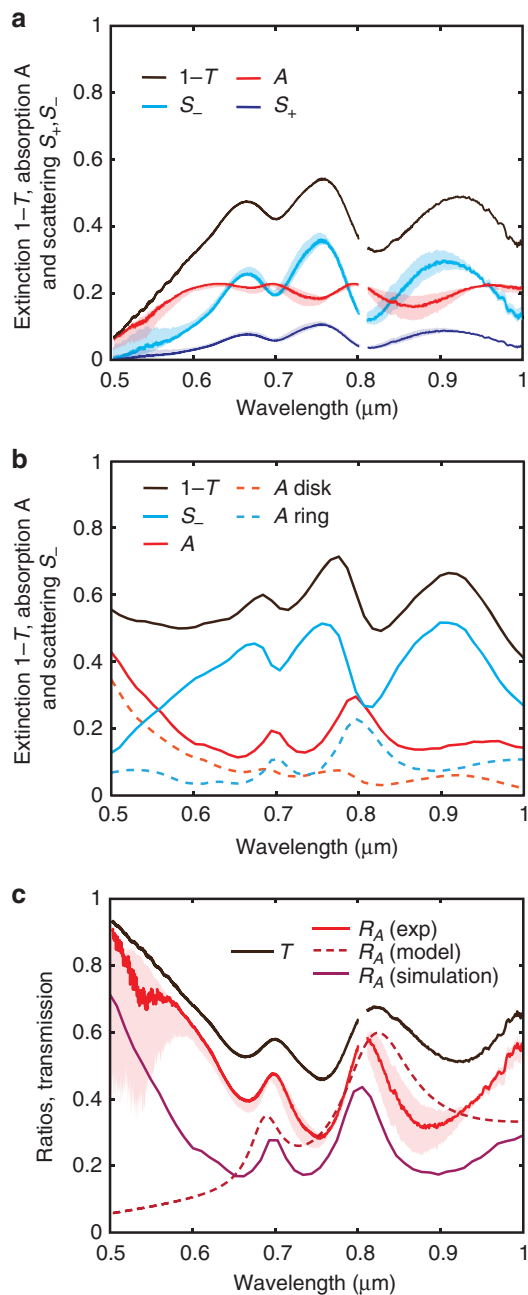 a
1
0.8
0.6
0.4
0.2
0
Extinction 1–T, absorption A
and scattering S+,S−
1–T
A
S−
S+
0.5
0.6
0.7
0.8
0.9
1
Wavelength (μm)
b
1
0.8
0.6
0.4
0.2
0
Extinction 1–T, absorption A
and scattering S−
1–T
A disk
S−
A ring
A
0.5
0.6
0.7
0.8
0.9
1
Wavelength (μm)
c
1
0.8
0.6
0.4
0.2
0
Ratios, transmission
T
RA (exp)
RA (model)
RA (simulation)
0.5
0.6
0.7
0.8
0.9
1
Wavelength (μm)